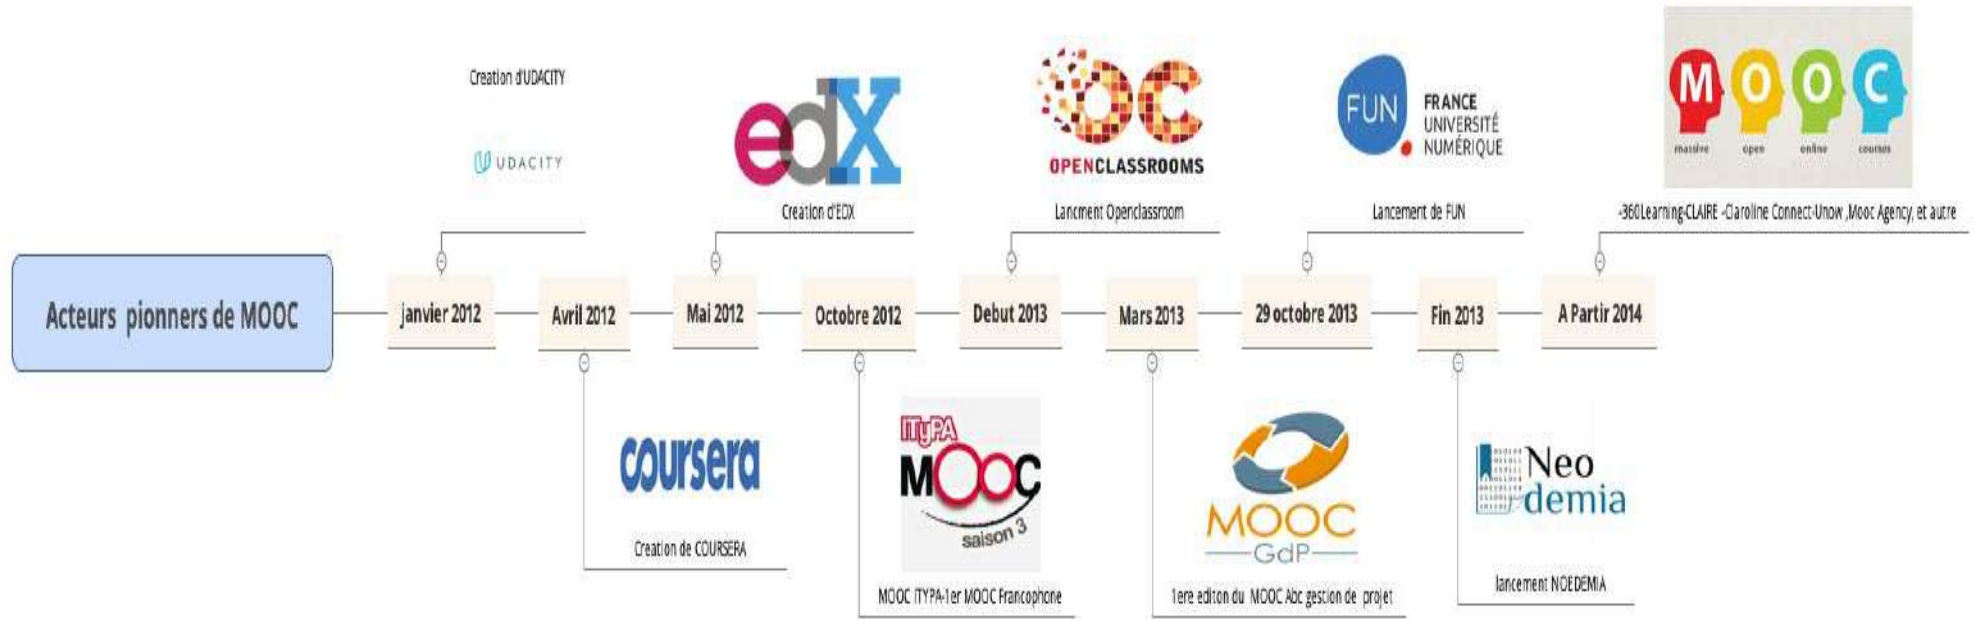 Creation d'UDACITY
UDACITY
edX
Creation d'EDX
OC
OPENCLASSROOMS
Lancment Openclassroom
FUN
FRANCE
UNIVERSITÉ
NUMÉRIQUE
Lancement de FUN
M O O C
massive open online courses
-360Learning-CLAIRE -Claroline Connect-Unow ,Mooc Agency, et autre
Acteurs pionners de MOOC
janvier 2012
Avril 2012
Mai 2012
Octobre 2012
Debut 2013
Mars 2013
29 octobre 2013
Fin 2013
A Partir 2014
coursera
Creation de COURSERA
ITyPA
MOOC
saison 3
MOOC ITYPA-1er MOOC Francophone
MOOC
GdP
1ere editon du MOOC Abc gestion de projet
Neo
demia
lancement NOEDEMIA